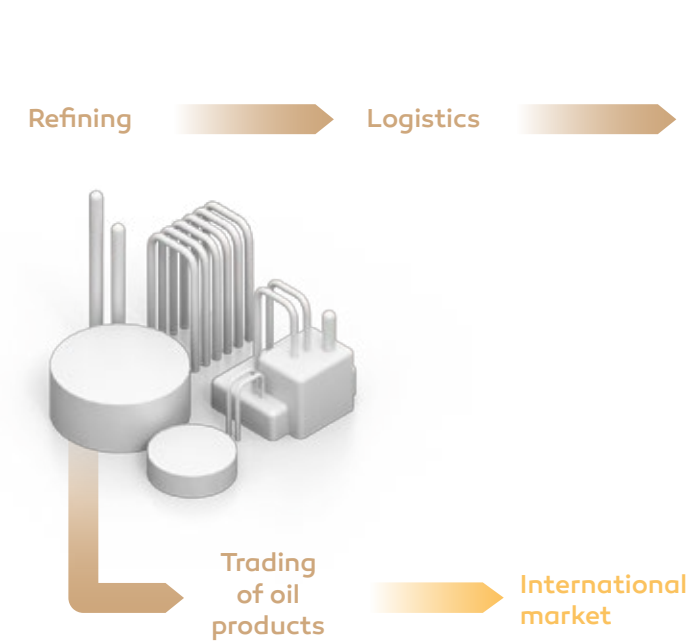 Refining
Logistics
Trading
of oil
products
International
market